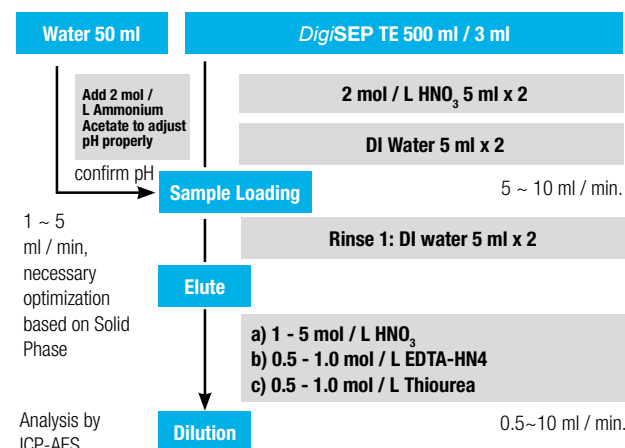 Water 50 ml
DigiSEP TE 500 ml / 3 ml
Add 2 mol /
L Ammonium
Acetate to adjust
pH properly
2 mol / L HNO3 5 ml x 2
DI Water 5 ml x 2
confirm pH
Sample Loading
5 ~ 10 ml / min.
1 ~ 5
ml / min,
necessary
optimization
based on Solid
Phase
Rinse 1: DI water 5 ml x 2
Elute
a) 1 - 5 mol / L HNO3
b) 0.5 - 1.0 mol / L EDTA-HN4
c) 0.5 - 1.0 mol / L Thiourea
Analysis by
ICP-AES
Dilution
0.5~10 ml / min.